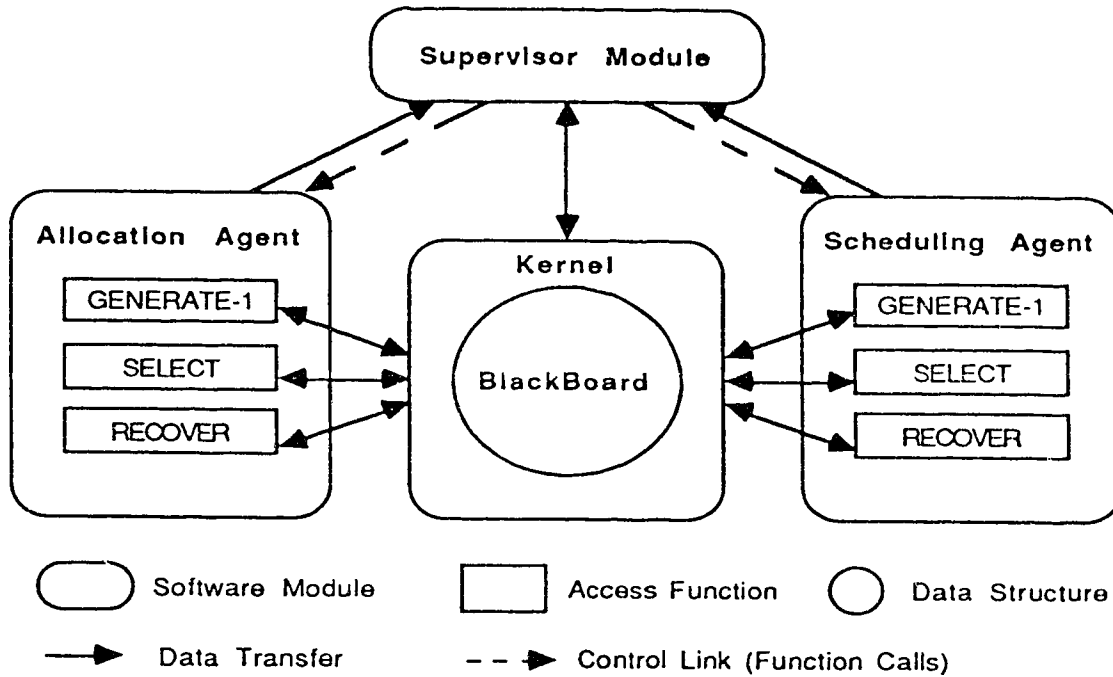 Supervisor Module
Allocation Agent
GENERATE-1
SELECT
RECOVER
Kernel
BlackBoard
Scheduling Agent
GENERATE-1
SELECT
RECOVER
Software Module
Access Function
Data Structure
Data Transfer
Control Link (Function Calls)